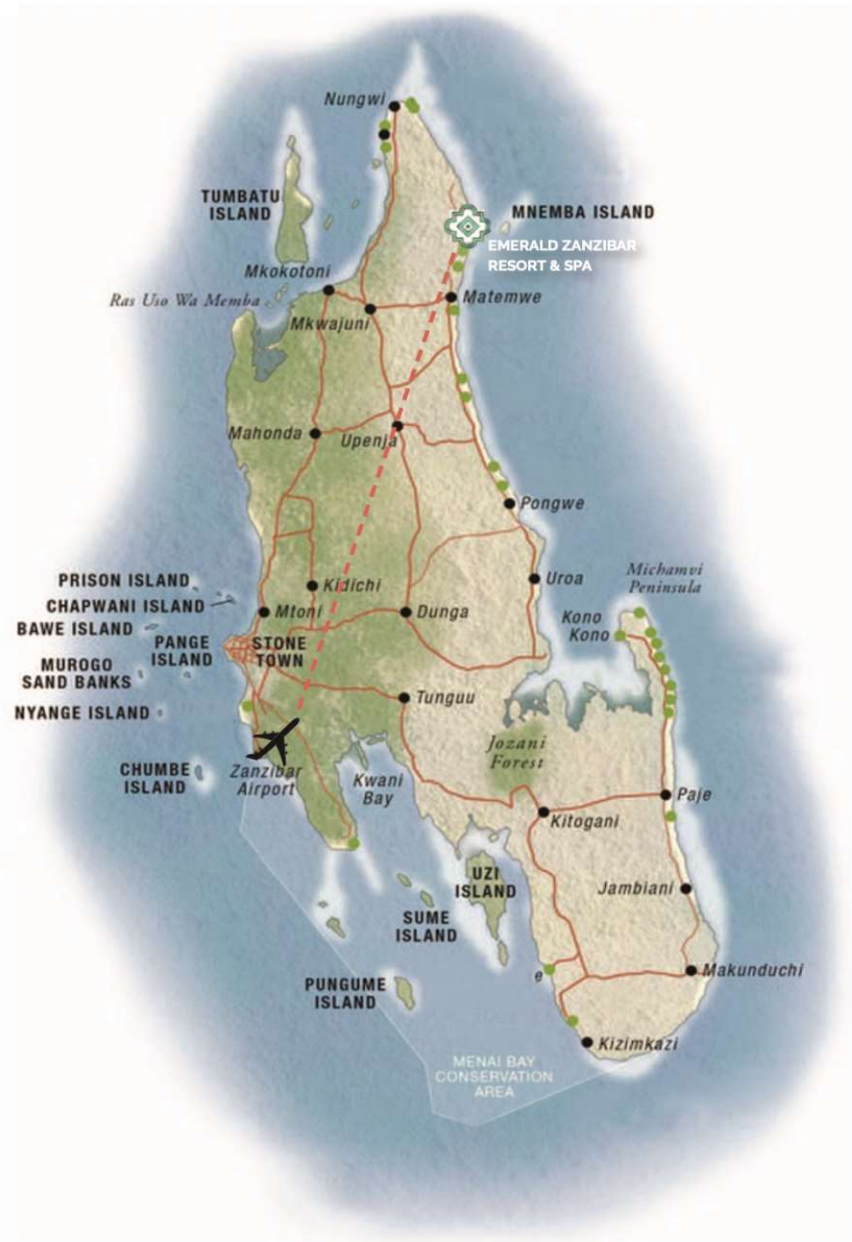 Nungwi
TUMBATU
ISLAND
MNEMBA ISLAND
EMERALD ZANZIBAR
RESORT & SPA
Mkokotoni
Ras Uso Wa Memba
Matemwe
Mkwajuni
Mahonda
Upenja
Pongwe
PRISON ISLAND
Kidichi
Uroa
Michamvi
Peninsula
CHAPWANI ISLAND
Mtoni
Dunga
BAWE ISLAND
Kono
Kono
PANGE
ISLAND
STONE
TOWN
MUROGO
SAND BANKS
Tunguu
NYANGE ISLAND
Jozani
Forest
CHUMBE
ISLAND
Zanzibar
Airport
Kwani
Bay
Paje
Kitogani
UZI
ISLAND
Jambiani
SUME
ISLAND
e
Makunduchi
PUNGUME
ISLAND
Kizimkazi
MENAI BAY
CONSERVATION
AREA